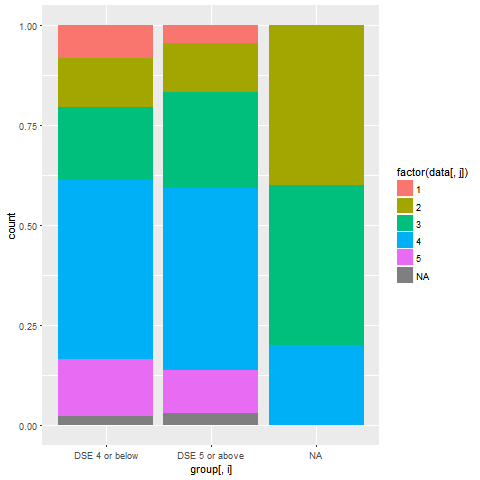 1.00
0.75
0.50
0.25
0.00
count
DSE 4 or below
DSE 5 or above
NA
group[, i]
factor(data[, j])
1
2
3
4
5
NA